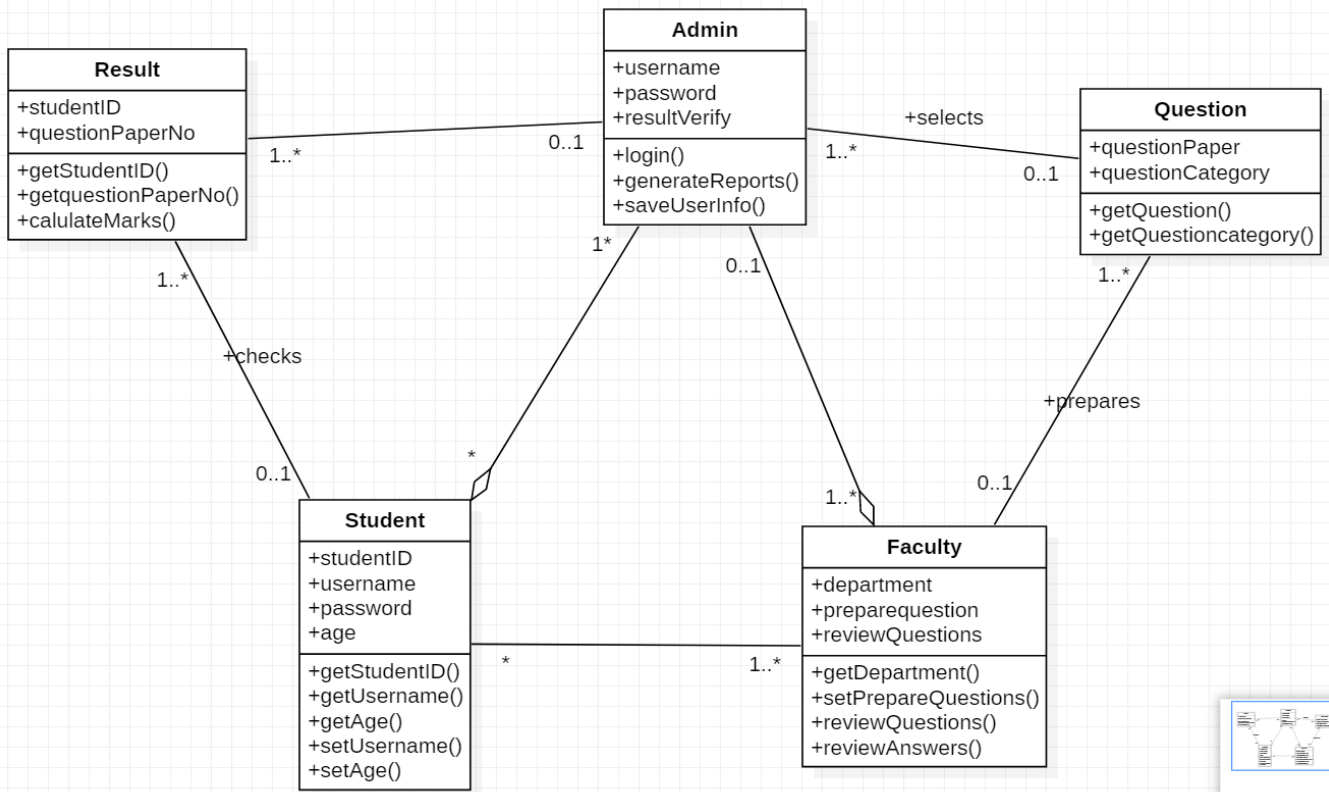 Admin
+username
+password
+resultVerify
+login()
+generateReports()
+saveUserInfo()
Result
+studentID
+questionPaperNo
+getStudentID()
+getquestionPaperNo()
+calulateMarks()
Question
+questionPaper
+questionCategory
+getQuestion()
+getQuestioncategory()
1..*
0..1
+selects
1..*
0..1
1*
0..1
1..*
1..*
+checks
+prepares
*
0..1
1..*
0..1
Student
+studentID
+username
+password
+age
+getStudentID()
+getUsername()
+getAge()
+setUsername()
+setAge()
Faculty
+department
+preparequestion
+reviewQuestions
+getDepartment()
+setPrepareQuestions()
+reviewQuestions()
+reviewAnswers()
*
1..*